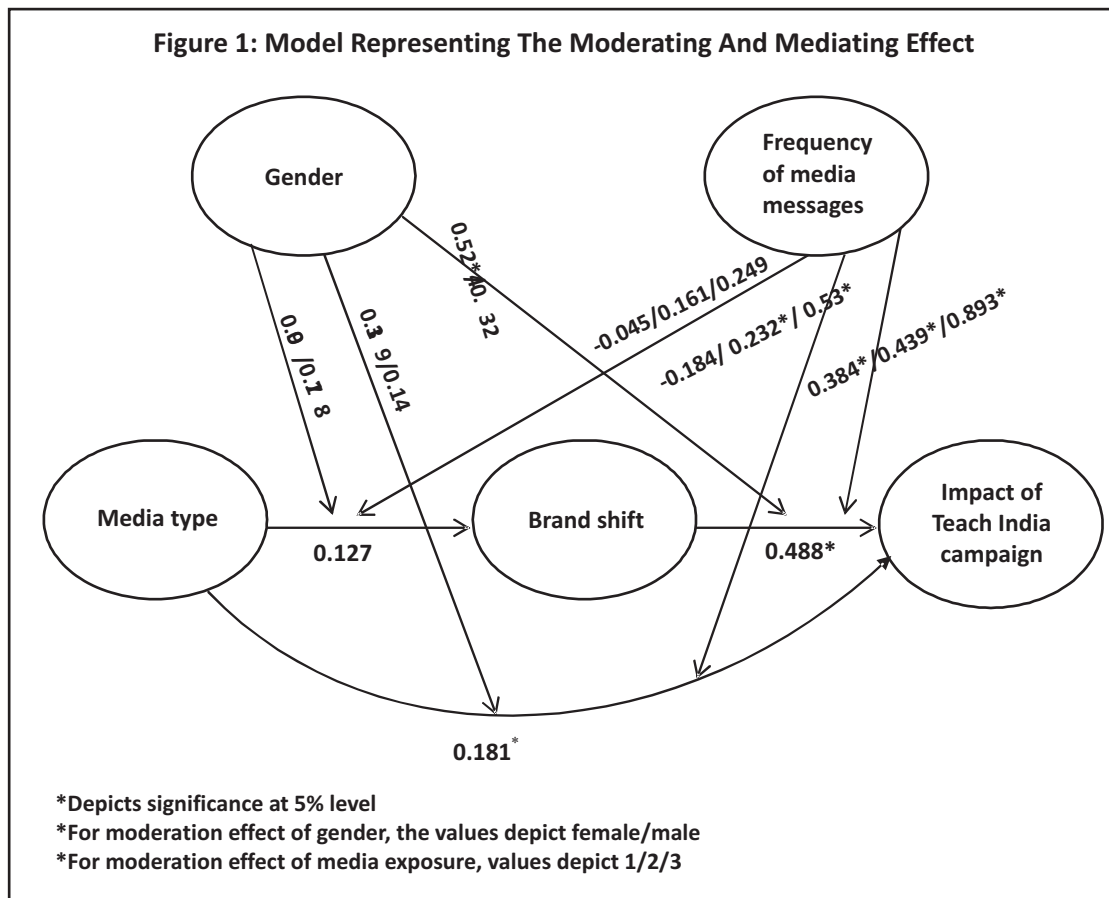 Figure 1: Model Representing The Moderating And Mediating Effect
Gender
Frequency
of media
messages
-0.045/0.161/0.249
-0.184/ 0.232*/ 0.53*
0.384*/0.439*/0.893*
Media type
Brand shift
Impact of
Teach India
campaign
0.127
0.488*
0.181*
*Depicts significance at 5% level
*For moderation effect of gender, the values depict female/male
*For moderation effect of media exposure, values depict 1/2/3